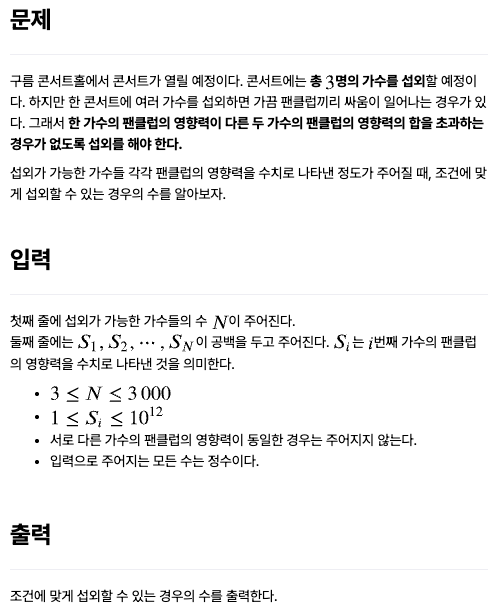 문제
구름 콘서트홀에서 콘서트가 열릴 예정이다. 콘서트에는 총 3명의 가수를 섭외할 예정이
다. 하지만 한 콘서트에 여러 가수를 섭외하면 가끔 팬클럽끼리 싸움이 일어나는 경우가 있
다. 그래서 한 가수의 팬클럽의 영향력이 다른 두 가수의 팬클럽의 영향력의 합을 초과하는
경우가 없도록 섭외를 해야 한다.
섭외가 가능한 가수들 각각 팬클럽의 영향력을 수치로 나타낸 정도가 주어질 때, 조건에 맞
게 섭외할 수 있는 경우의 수를 알아보자.
입력
첫째 줄에 섭외가 가능한 가수들의 수 N이 주어진다.
둘째 줄에는 S₁, S₂, ⋯ , S_N이 공백을 두고 주어진다. Sᵢ는 i번째 가수의 팬클럽
의 영향력을 수치로 나타낸 것을 의미한다.
• 3 ≤ N ≤ 3 000
• 1 ≤ Sᵢ ≤ 10¹²
• 서로 다른 가수의 팬클럽의 영향력이 동일한 경우는 주어지지 않는다.
• 입력으로 주어지는 모든 수는 정수이다.
출력
조건에 맞게 섭외할 수 있는 경우의 수를 출력한다.